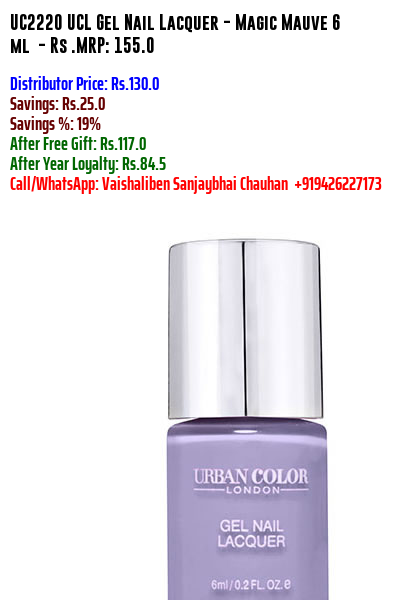 UC2220 UCL Gel Nail Lacquer - Magic Mauve 6
ml - Rs .MRP: 155.0
Distributor Price: Rs.130.0
Savings: Rs.25.0
Savings %: 19%
After Free Gift: Rs.117.0
After Year Loyalty: Rs.84.5
Call/WhatsApp: Vaishaliben Sanjaybhai Chauhan +919426227173
URBAN COLOR
LONDON
GEL NAIL
LACQUER
6ml/0.2 FL. OZ. e